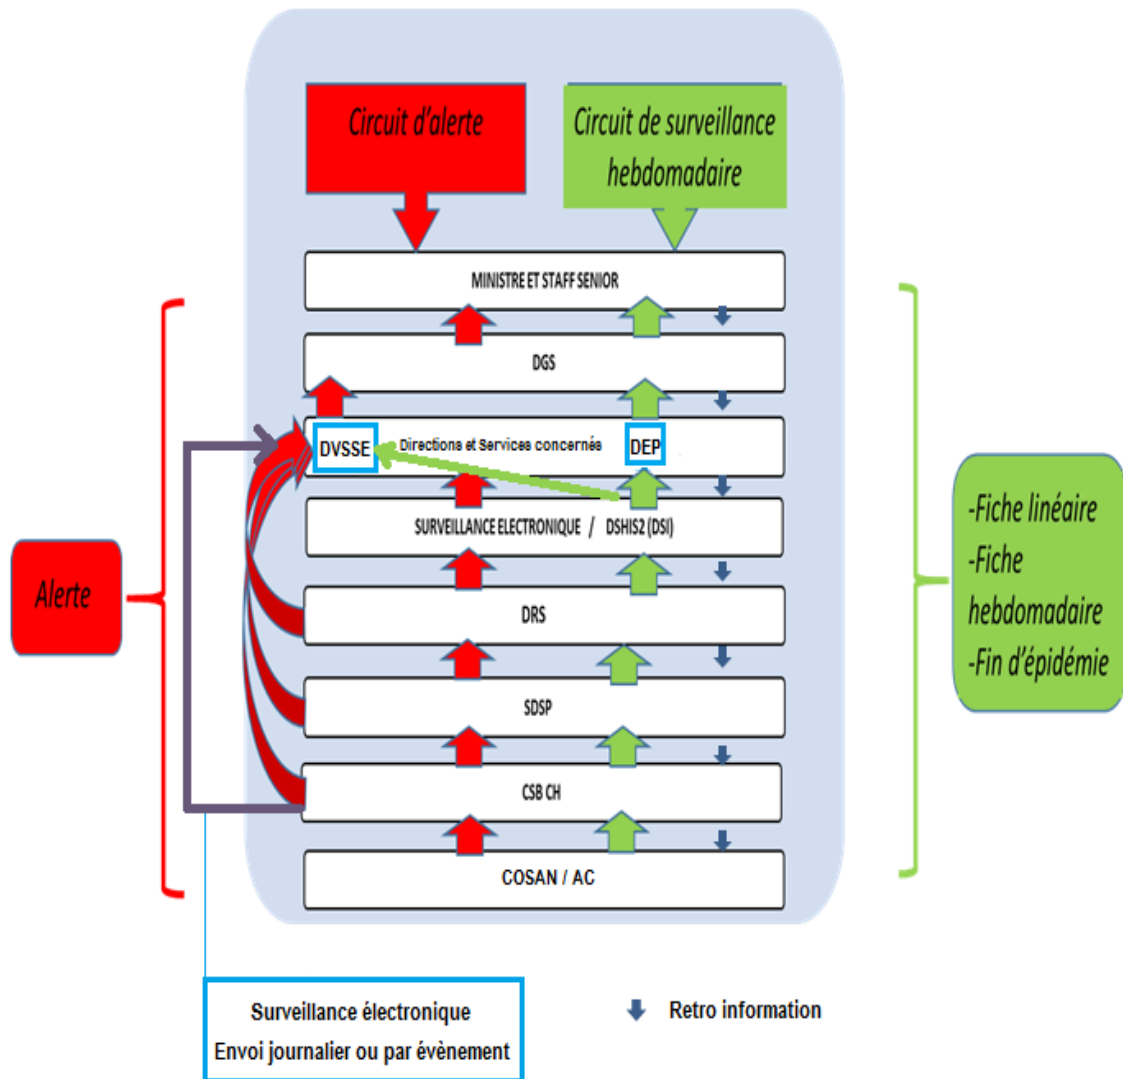 Circuit d'alerte
Circuit de surveillance
hebdomadaire
MINISTRE ET STAFF SENIOR
DGS
DVSSE
Directions et Services concernés
DEP
SURVEILLANCE ELECTRONIQUE / DSHIS2 (DSI)
DRS
SDSP
CSB CH
COSAN / AC
Alerte
-Fiche linéaire
-Fiche
hebdomadaire
-Fin d'épidémie
Surveillance électronique
Envoi journalier ou par évènement
Retro information